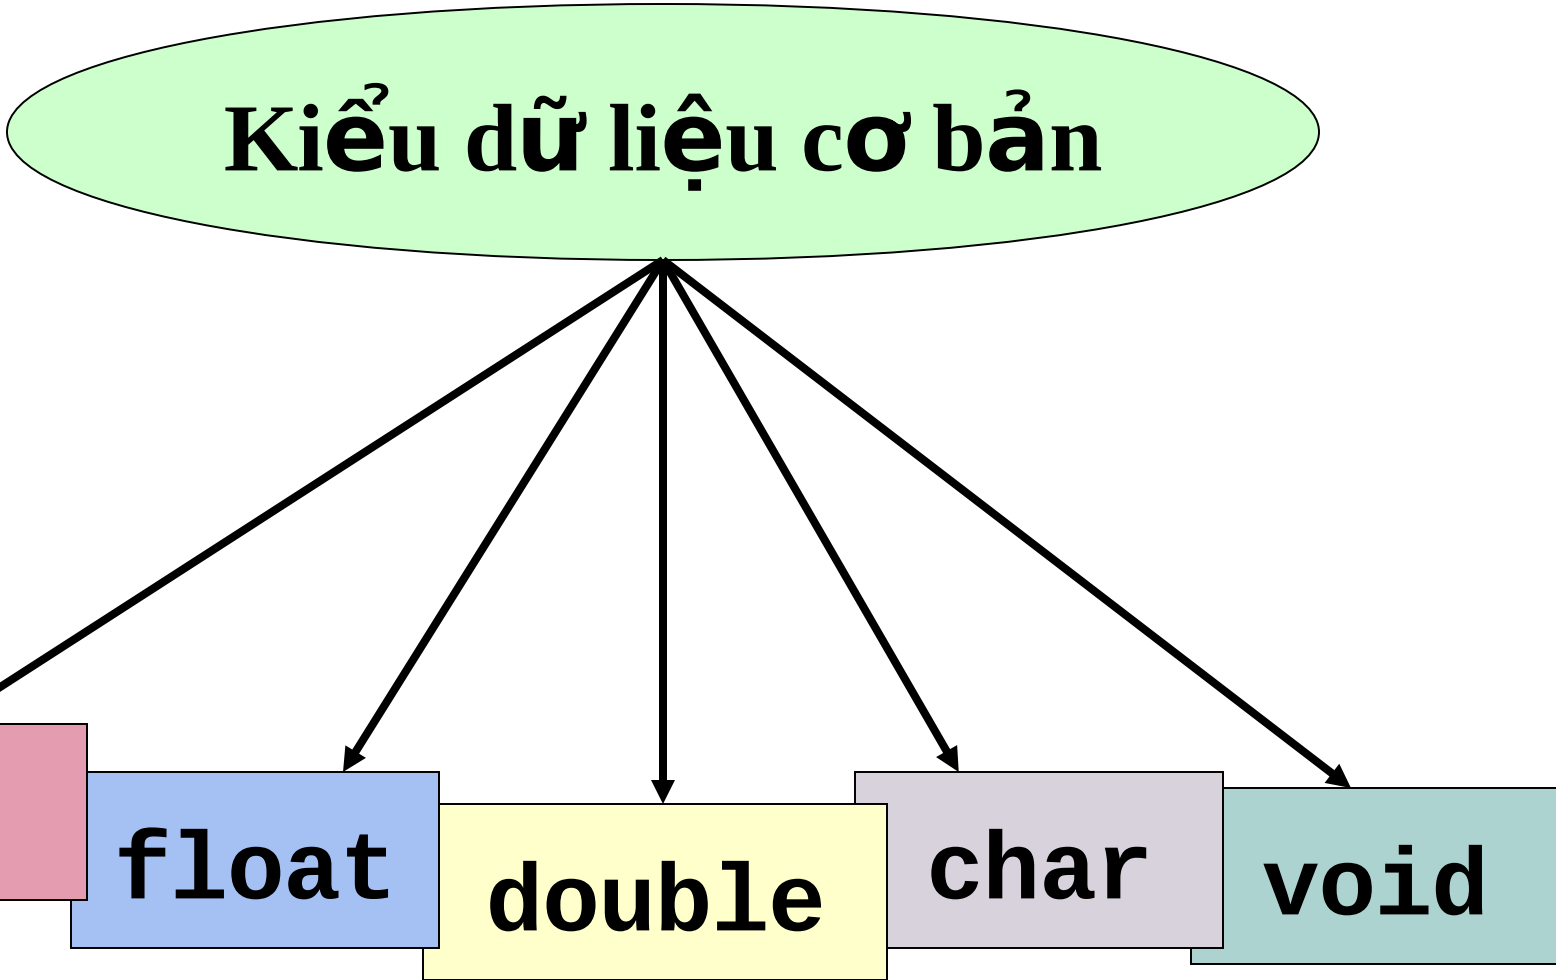 Kiểu dữ liệu cơ bản
float
double
char
void